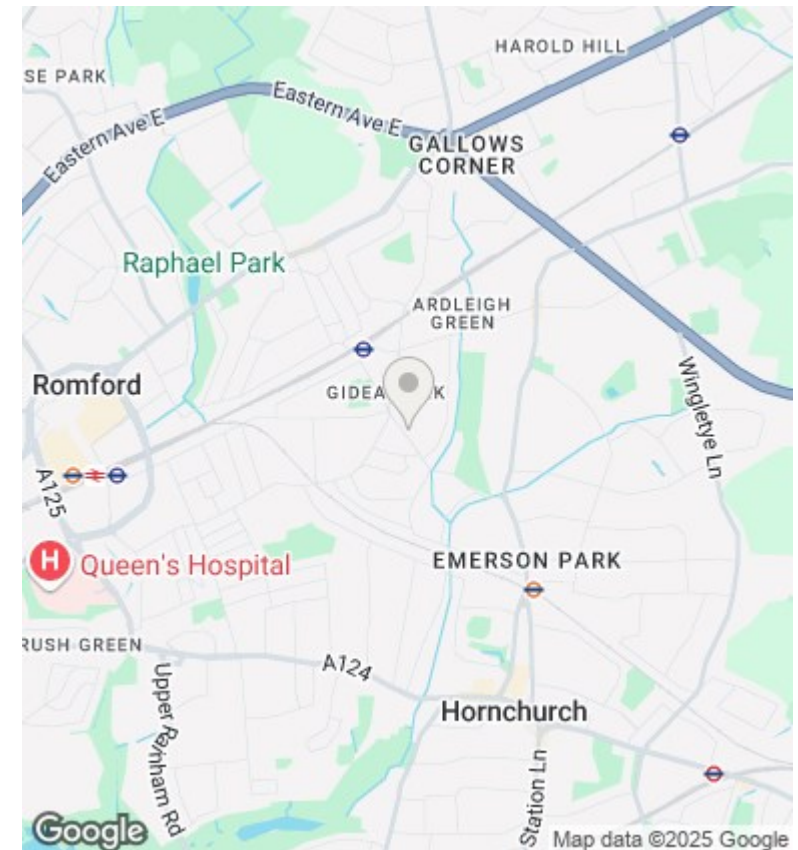 HAROLD HILL
SE PARK
Eastern Ave E
Eastern Ave E
GALLOWS
CORNER
Raphael Park
ARDLEIGH
GREEN
Romford
GIDEA
K
Wingletye Ln
A125
H
Queen's Hospital
EMERSON PARK
RUSH GREEN
A124
Upper Rainham Rd
Hornchurch
Station Ln
Google
Map data ©2025 Google